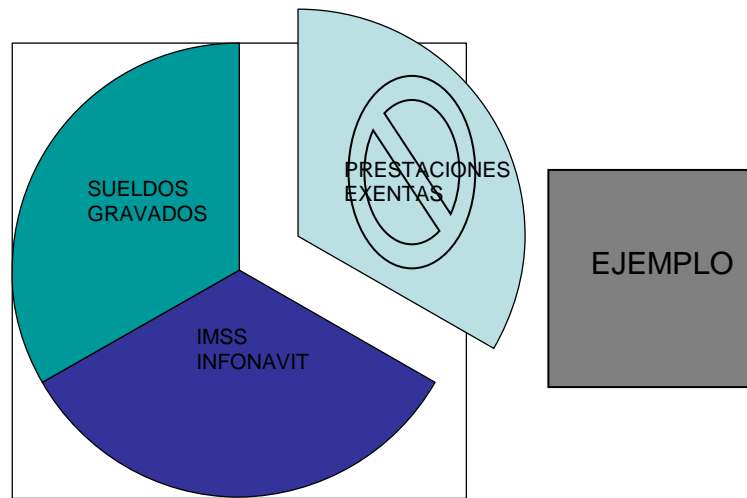 PRESTACIONES
EXENTAS
SUELDOS
GRAVADOS
EJEMPLO
IMSS
INFONAVIT